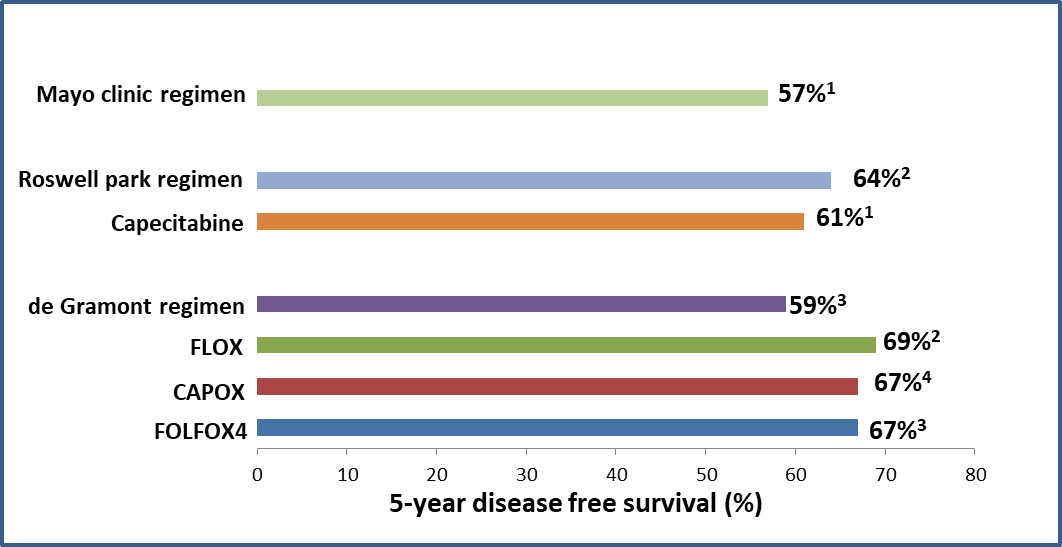 Mayo clinic regimen 57%¹
Roswell park regimen 64%²
Capecitabine 61%¹
de Gramont regimen 59%³
FLOX 69%²
CAPOX 67%⁴
FOLFOX4 67%³
0 10 20 30 40 50 60 70 80
5-year disease free survival (%)